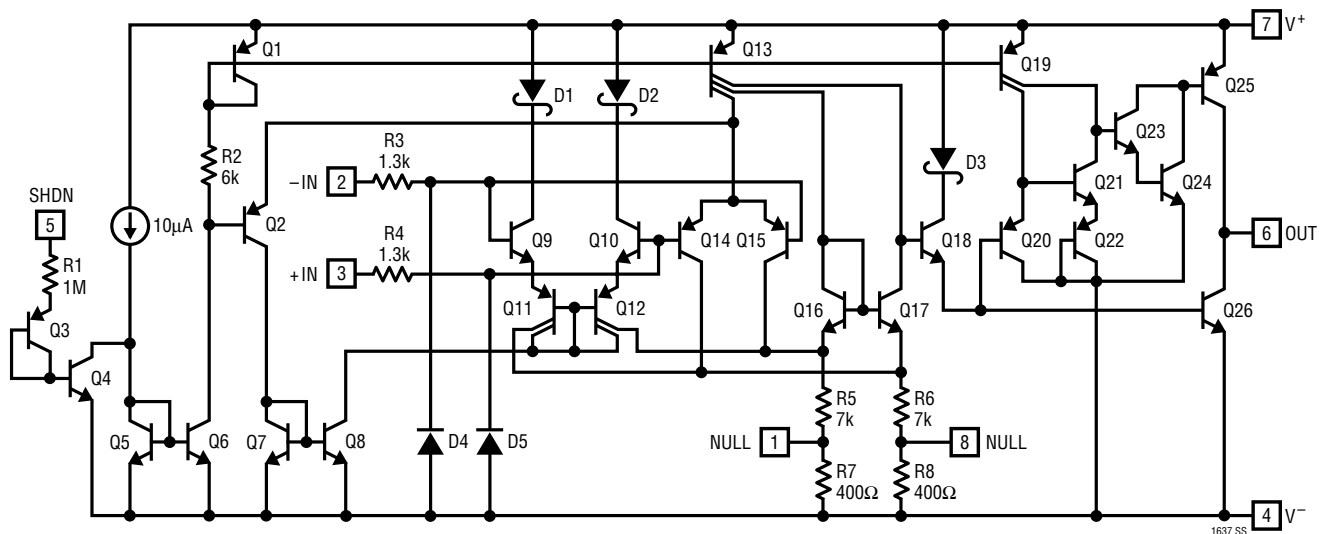 7 V+
Q1
Q13
Q19
Q25
D1
D2
Q23
R2
6k
R3
1.3k
D3
–IN 2
Q21
Q24
SHDN
5
10µA
Q2
Q9
Q10
Q14
Q15
Q18
Q20
Q22
6 OUT
R4
1.3k
+IN 3
R1
1M
Q11
Q12
Q16
Q17
Q26
Q3
Q4
R5
7k
R6
7k
Q5
Q6
Q7
Q8
D4
D5
NULL 1
8 NULL
R7
400Ω
R8
400Ω
4 V–
1637 SS